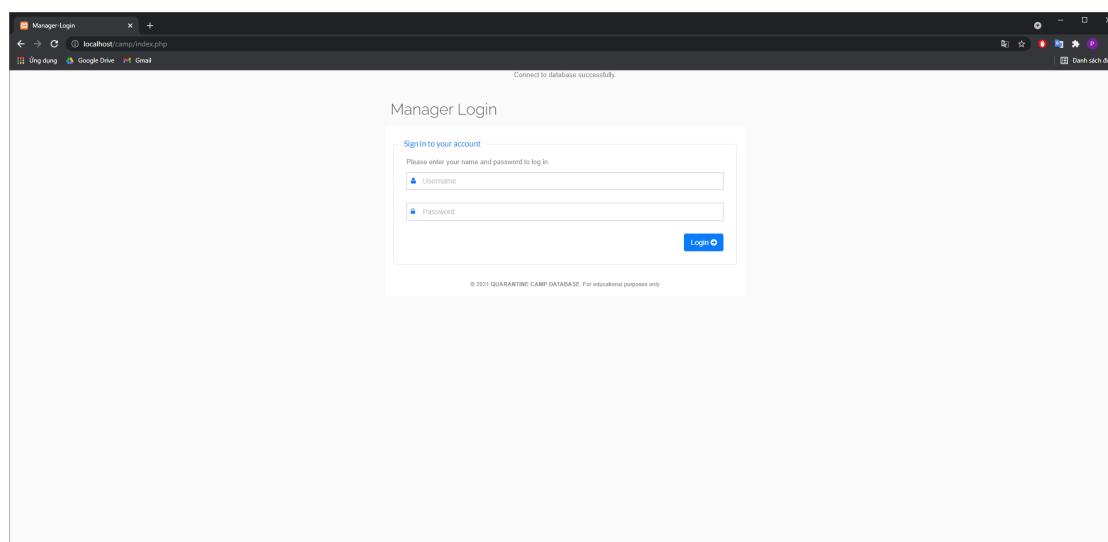 Manager-Login
localhost/camp/index.php
Ứng dụng Google Drive Gmail Danh sách đọ
Connect to database successfully.
Manager Login
Sign in to your account
Please enter your name and password to log in.
Username
Password
Login
© 2021 QUARANTINE CAMP DATABASE. For educational purposes only